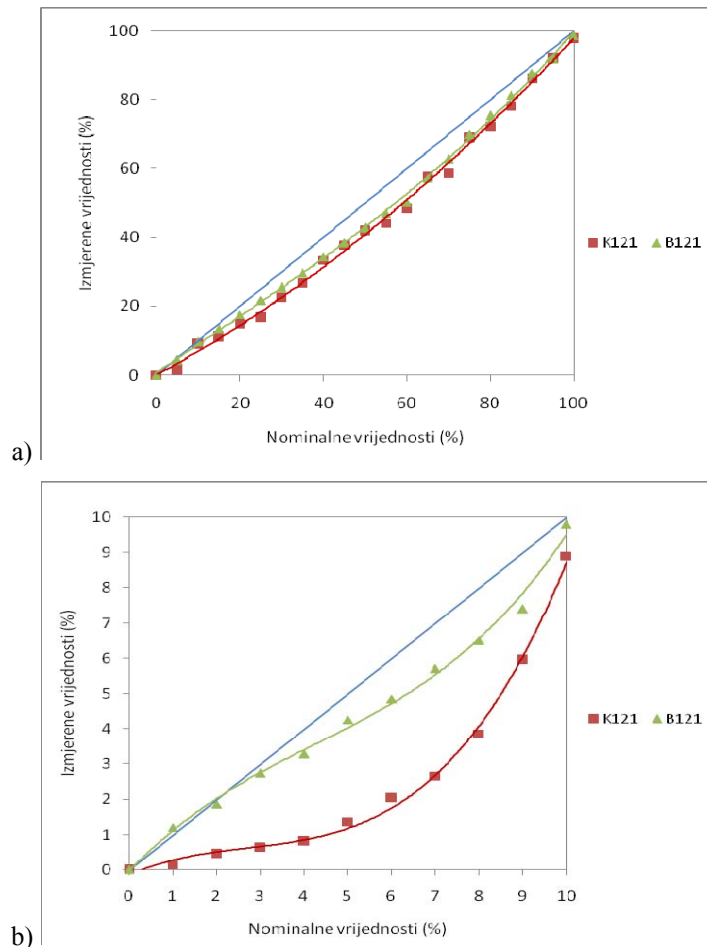 100
80
60
40
20
0
Izmjerene vrijednosti (%)
0 20 40 60 80 100
Nominalne vrijednosti (%)
K121 B121
a)
10
9
8
7
6
5
4
3
2
1
0
Izmjerene vrijednosti (%)
0 1 2 3 4 5 6 7 8 9 10
Nominalne vrijednosti (%)
K121 B121
b)